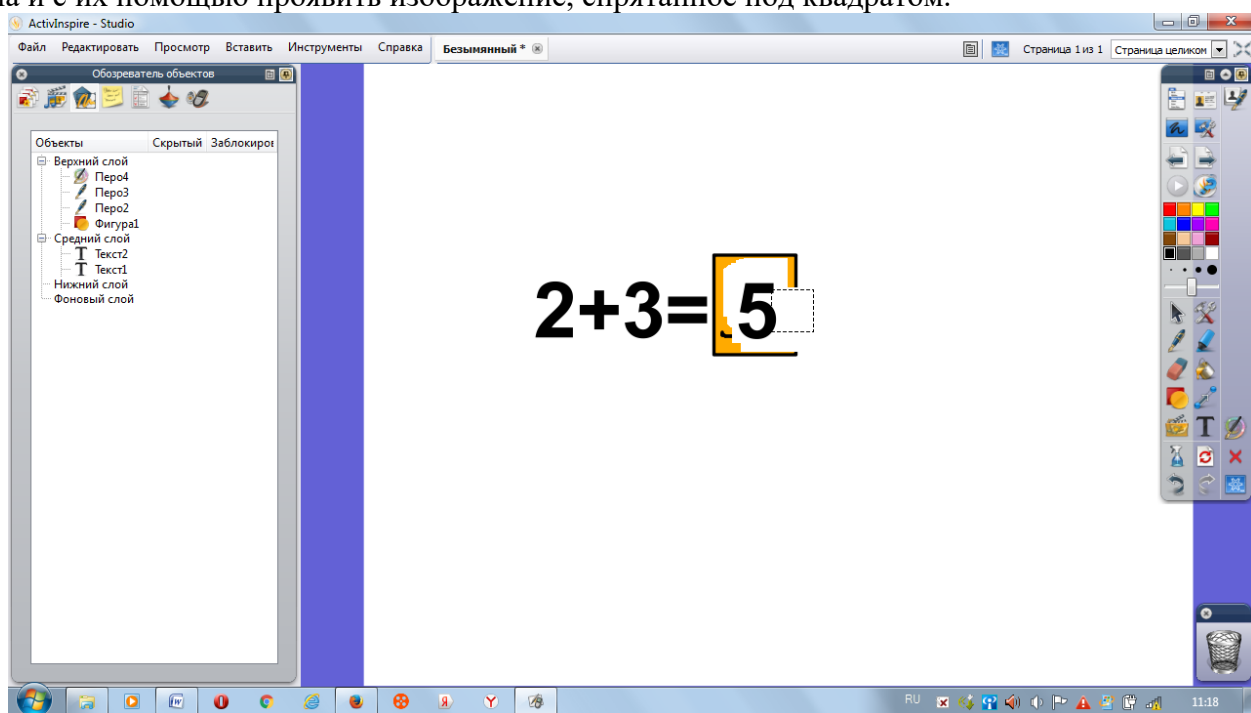 на и с их помощью проявить изображение, спрятанное под квадратом.
ActivInspire - Studio
Файл Редактировать Просмотр Вставить Инструменты Справка Безымянный * Страница 1 из 1 Страница целиком
Обозреватель объектов
Объекты Скрытый Заблокиров
Верхний слой
Перо4
Перо3
Перо2
Фигура1
Средний слой
Текст2
Текст1
Нижний слой
Фоновый слой
2+3=5
RU 11:18